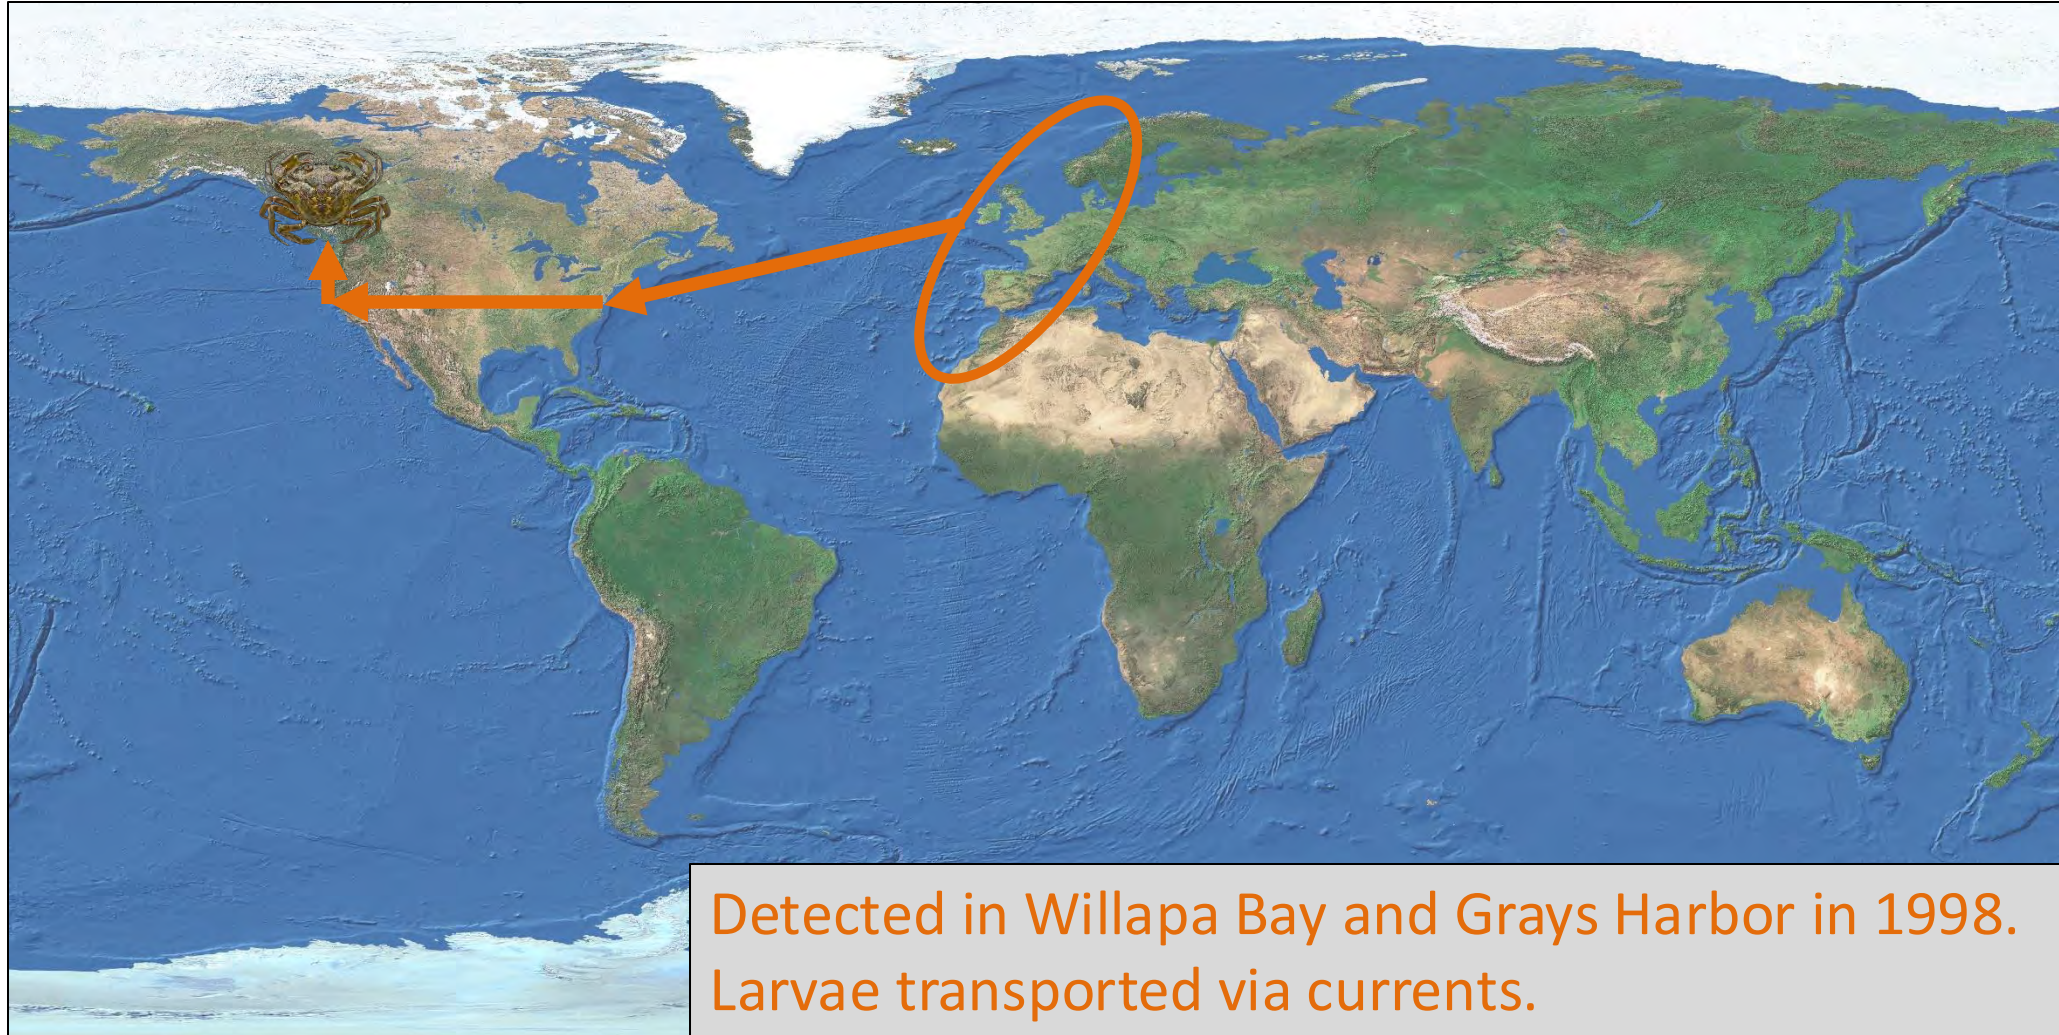 Detected in Willapa Bay and Grays Harbor in 1998.
Larvae transported via currents.